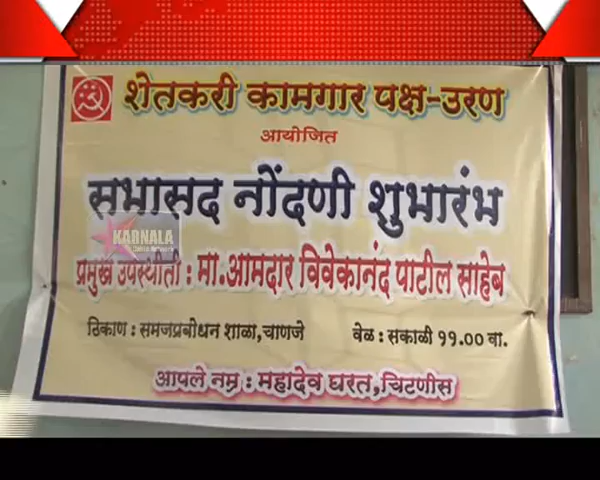 शेतकरी कामगार पक्ष-उरण
आयोजित
सभासद नोंदणी शुभारंभ
KARNALA
प्रमुख उपस्थीती : मा.आमदार विवेकानंद पाटील साहेब
ठिकाण : समजप्रबोधन शाळा,चाणजे वेळ : सकाळी ११.00 वा.
आपले नम्र : महादेव घरत,चिटणीस